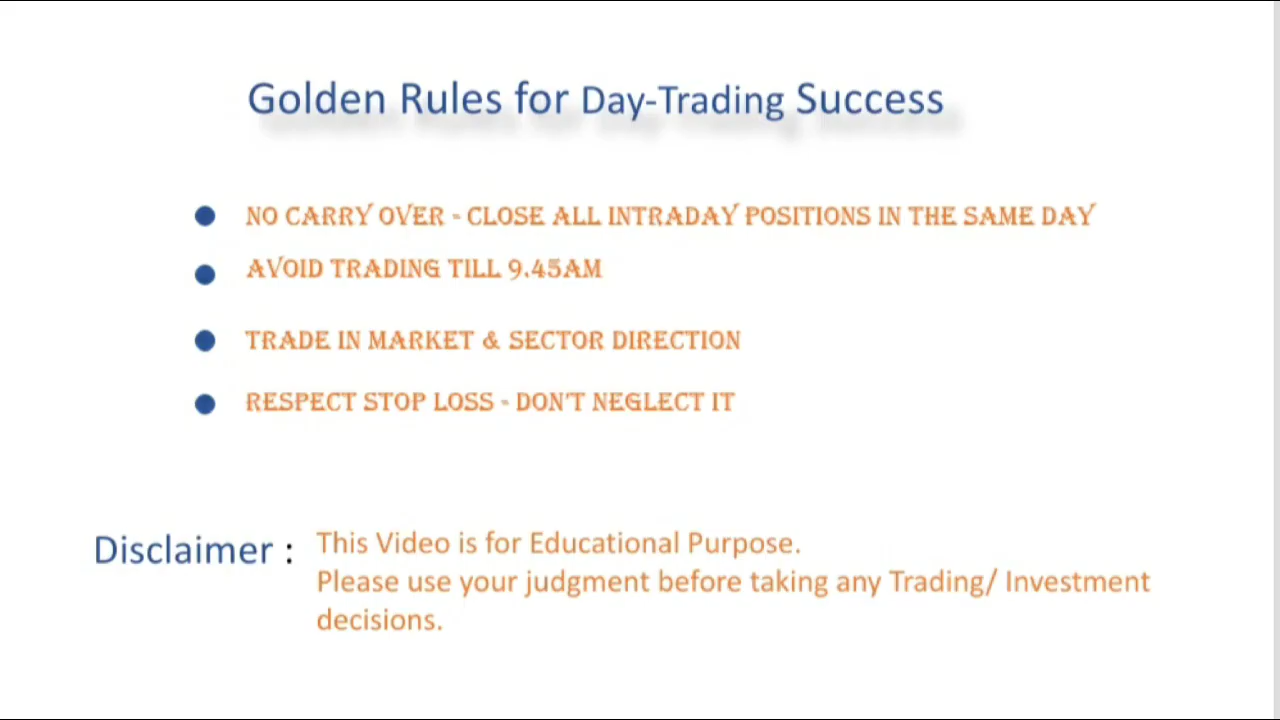 Golden Rules for Day-Trading Success
NO CARRY OVER - CLOSE ALL INTRADAY POSITIONS IN THE SAME DAY
AVOID TRADING TILL 9.45AM
TRADE IN MARKET & SECTOR DIRECTION
RESPECT STOP LOSS - DON'T NEGLECT IT
Disclaimer : This Video is for Educational Purpose.
Please use your judgment before taking any Trading/ Investment
decisions.